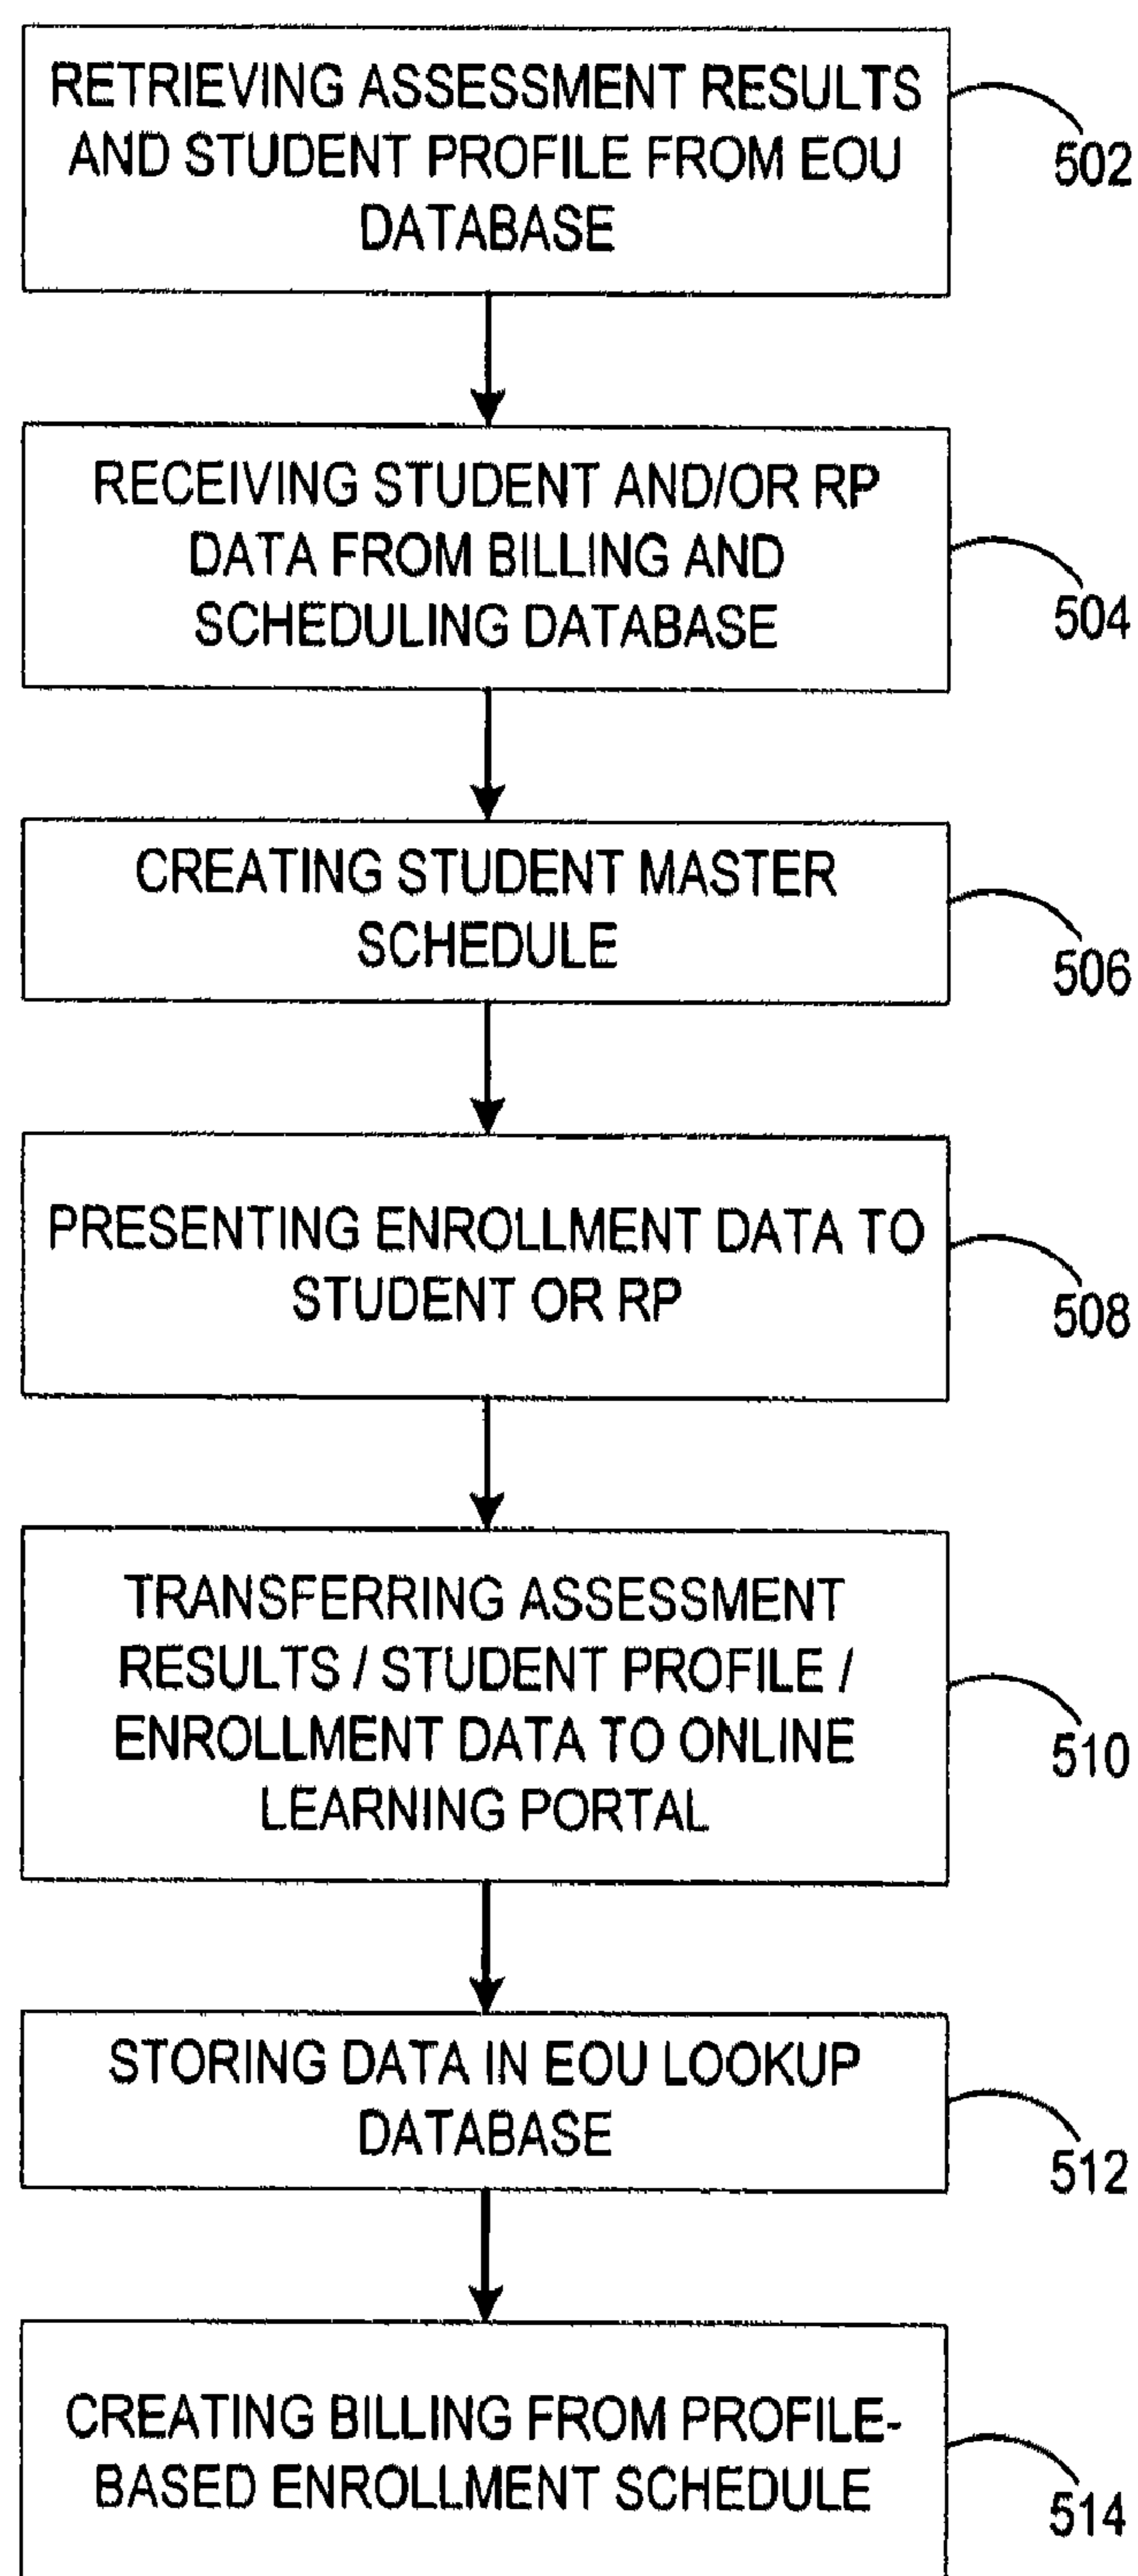 RETRIEVING ASSESSMENT RESULTS
AND STUDENT PROFILE FROM EOU
DATABASE
502
RECEIVING STUDENT AND/OR RP
DATA FROM BILLING AND
SCHEDULING DATABASE
504
CREATING STUDENT MASTER
SCHEDULE
506
PRESENTING ENROLLMENT DATA TO
STUDENT OR RP
508
TRANSFERRING ASSESSMENT
RESULTS / STUDENT PROFILE /
ENROLLMENT DATA TO ONLINE
LEARNING PORTAL
510
STORING DATA IN EOU LOOKUP
DATABASE
512
CREATING BILLING FROM PROFILE-
BASED ENROLLMENT SCHEDULE
514